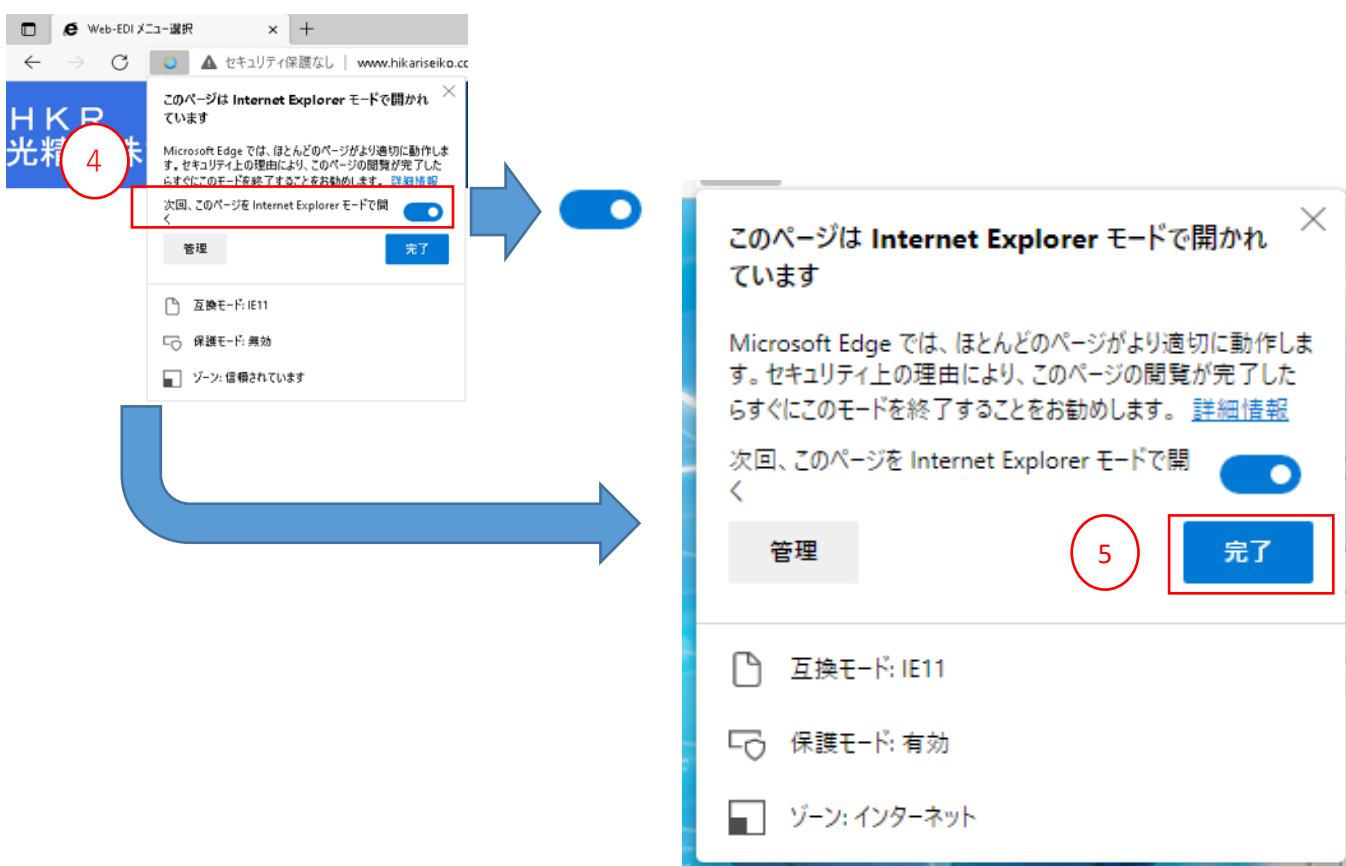 Web-EDI メニュー選択
セキュリティ保護なし | www.hikariseiko.co
HKR
光精
株
4
このページは Internet Explorer モードで開かれ
ています
Microsoft Edge では、ほとんどのページがより適切に動作しま
す。セキュリティ上の理由により、このページの閲覧が完了した
らすぐにこのモードを終了することをお勧めします。 詳細情報
次回、このページを Internet Explorer モードで開
く
管理
完了
互換モード: IE11
保護モード: 無効
ゾーン: 信頼されています
このページは Internet Explorer モードで開かれ
ています
Microsoft Edge では、ほとんどのページがより適切に動作しま
す。セキュリティ上の理由により、このページの閲覧が完了した
らすぐにこのモードを終了することをお勧めします。 詳細情報
次回、このページを Internet Explorer モードで開
く
管理
5
完了
互換モード: IE11
保護モード: 有効
ゾーン: インターネット